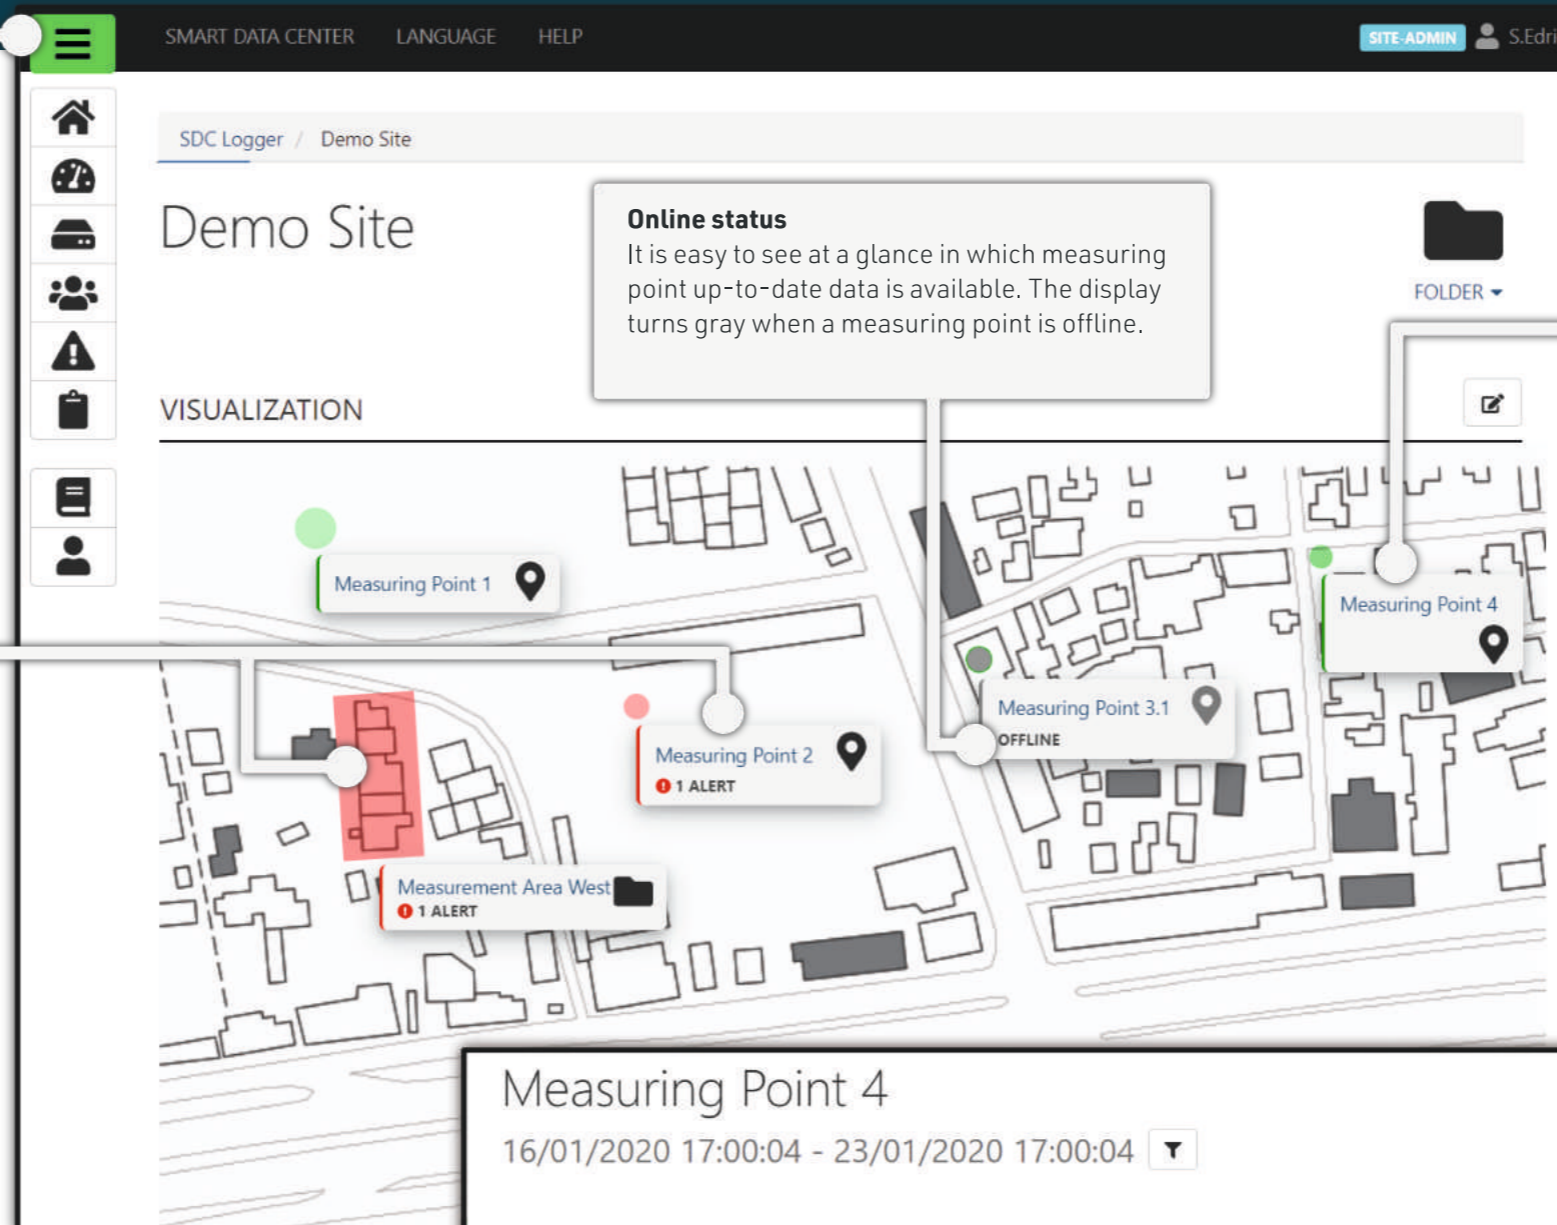 SMART DATA CENTER LANGUAGE HELP
SITE-ADMIN S.Edri
SDC Logger / Demo Site
Demo Site
Online status
It is easy to see at a glance in which measuring
point up-to-date data is available. The display
turns gray when a measuring point is offline.
FOLDER
VISUALIZATION
Measuring Point 1
Measuring Point 4
Measuring Point 3.1
OFFLINE
Measuring Point 2
1 ALERT
Measurement Area West
1 ALERT
Measuring Point 4
16/01/2020 17:00:04 - 23/01/2020 17:00:04